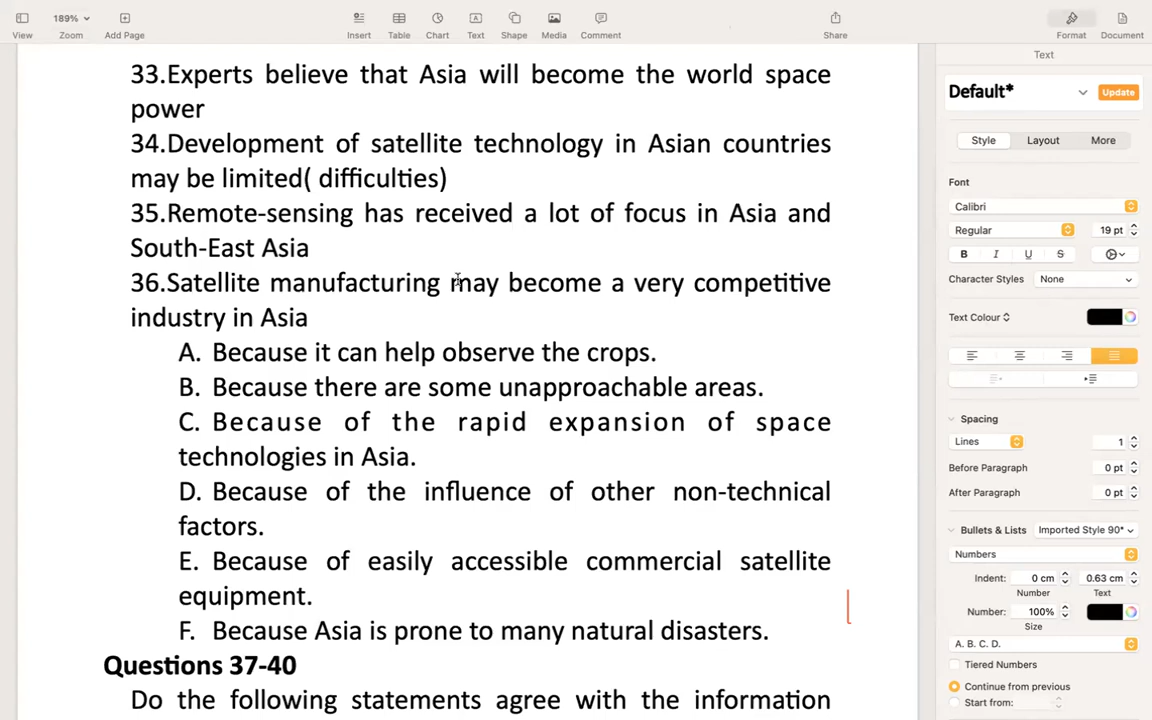 189%
View
Zoom
Add Page
Insert
Table
Chart
Text
Shape
Media
Comment
Share
Format
Document
33.Experts believe that Asia will become the world space
power
34.Development of satellite technology in Asian countries
may be limited( difficulties)
35.Remote-sensing has received a lot of focus in Asia and
South-East Asia
36.Satellite manufacturing may become a very competitive
industry in Asia
A. Because it can help observe the crops.
B. Because there are some unapproachable areas.
C. Because of the rapid expansion of space
technologies in Asia.
D. Because of the influence of other non-technical
factors.
E. Because of easily accessible commercial satellite
equipment.
F. Because Asia is prone to many natural disasters.
Questions 37-40
Do the following statements agree with the information
Text
Default*
Update
Style
Layout
More
Font
Calibri
Regular
19 pt
B I U S
Character Styles
None
Text Colour
Spacing
Lines
1
Before Paragraph
0 pt
After Paragraph
0 pt
Bullets & Lists
Imported Style 90*
Numbers
Indent:
0 cm
0.63 cm
Number
Text
Number:
100%
Size
A. B. C. D.
Tiered Numbers
Continue from previous
Start from: